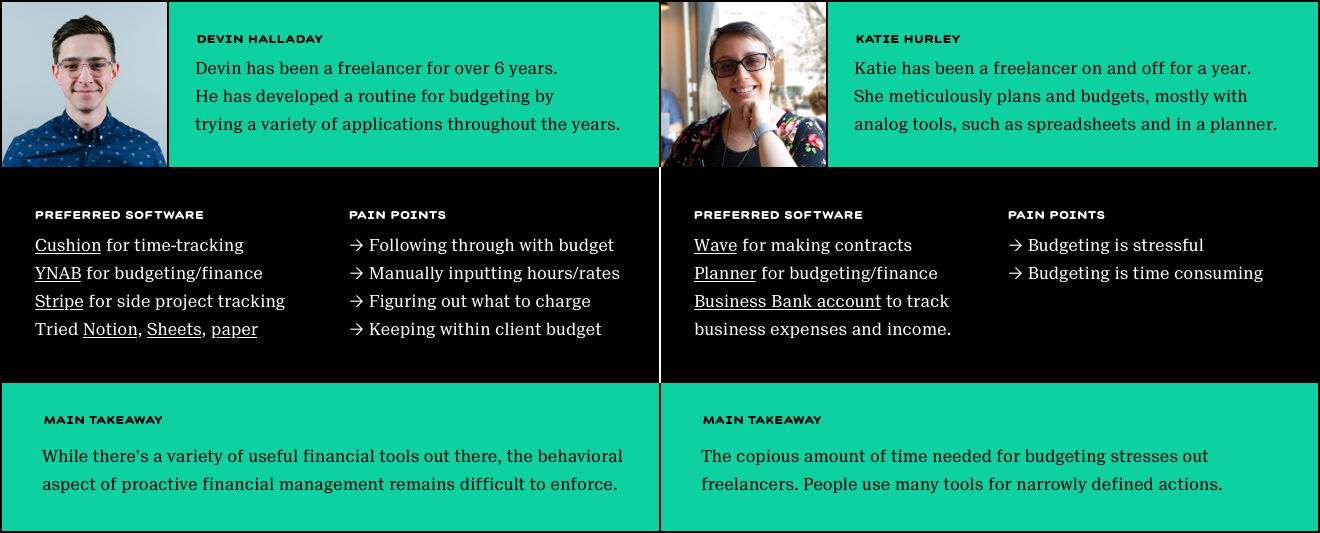 DEVIN HALLADAY
Devin has been a freelancer for over 6 years.
He has developed a routine for budgeting by
trying a variety of applications throughout the years.
PREFERRED SOFTWARE
Cushion for time-tracking
YNAB for budgeting/finance
Stripe for side project tracking
Tried Notion, Sheets, paper
PAIN POINTS
→ Following through with budget
→ Manually inputting hours/rates
→ Figuring out what to charge
→ Keeping within client budget
MAIN TAKEAWAY
While there’s a variety of useful financial tools out there, the behavioral
aspect of proactive financial management remains difficult to enforce.
KATIE HURLEY
Katie has been a freelancer on and off for a year.
She meticulously plans and budgets, mostly with
analog tools, such as spreadsheets and in a planner.
PREFERRED SOFTWARE
Wave for making contracts
Planner for budgeting/finance
Business Bank account to track
business expenses and income.
PAIN POINTS
→ Budgeting is stressful
→ Budgeting is time consuming
MAIN TAKEAWAY
The copious amount of time needed for budgeting stresses out
freelancers. People use many tools for narrowly defined actions.